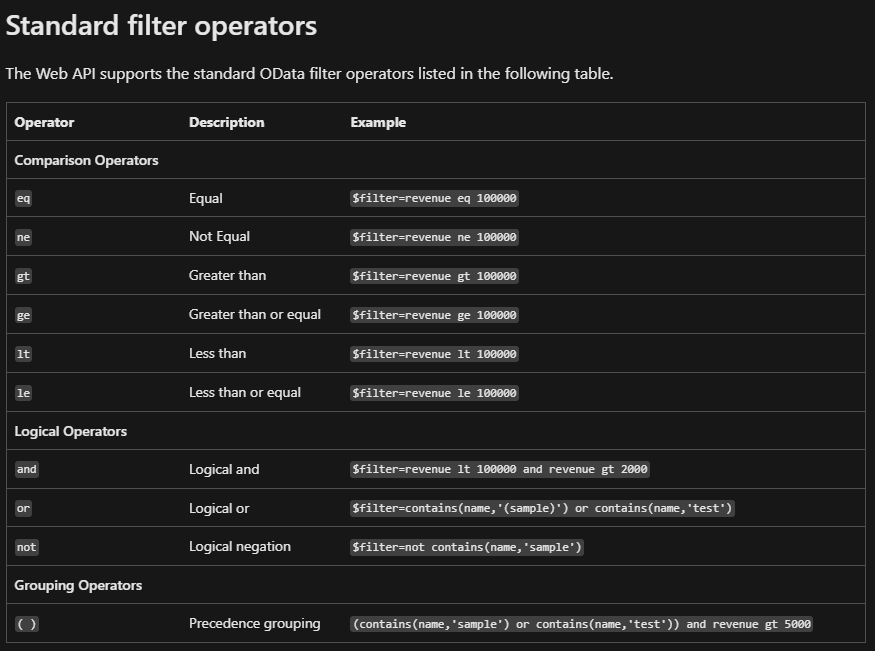 Standard filter operators
The Web API supports the standard OData filter operators listed in the following table.
Operator Description Example
Comparison Operators
eq Equal $filter=revenue eq 100000
ne Not Equal $filter=revenue ne 100000
gt Greater than $filter=revenue gt 100000
ge Greater than or equal $filter=revenue ge 100000
lt Less than $filter=revenue lt 100000
le Less than or equal $filter=revenue le 100000
Logical Operators
and Logical and $filter=revenue lt 100000 and revenue gt 2000
or Logical or $filter=contains(name,'(sample)') or contains(name,'test')
not Logical negation $filter=not contains(name,'sample')
Grouping Operators
( ) Precedence grouping (contains(name,'sample') or contains(name,'test')) and revenue gt 5000